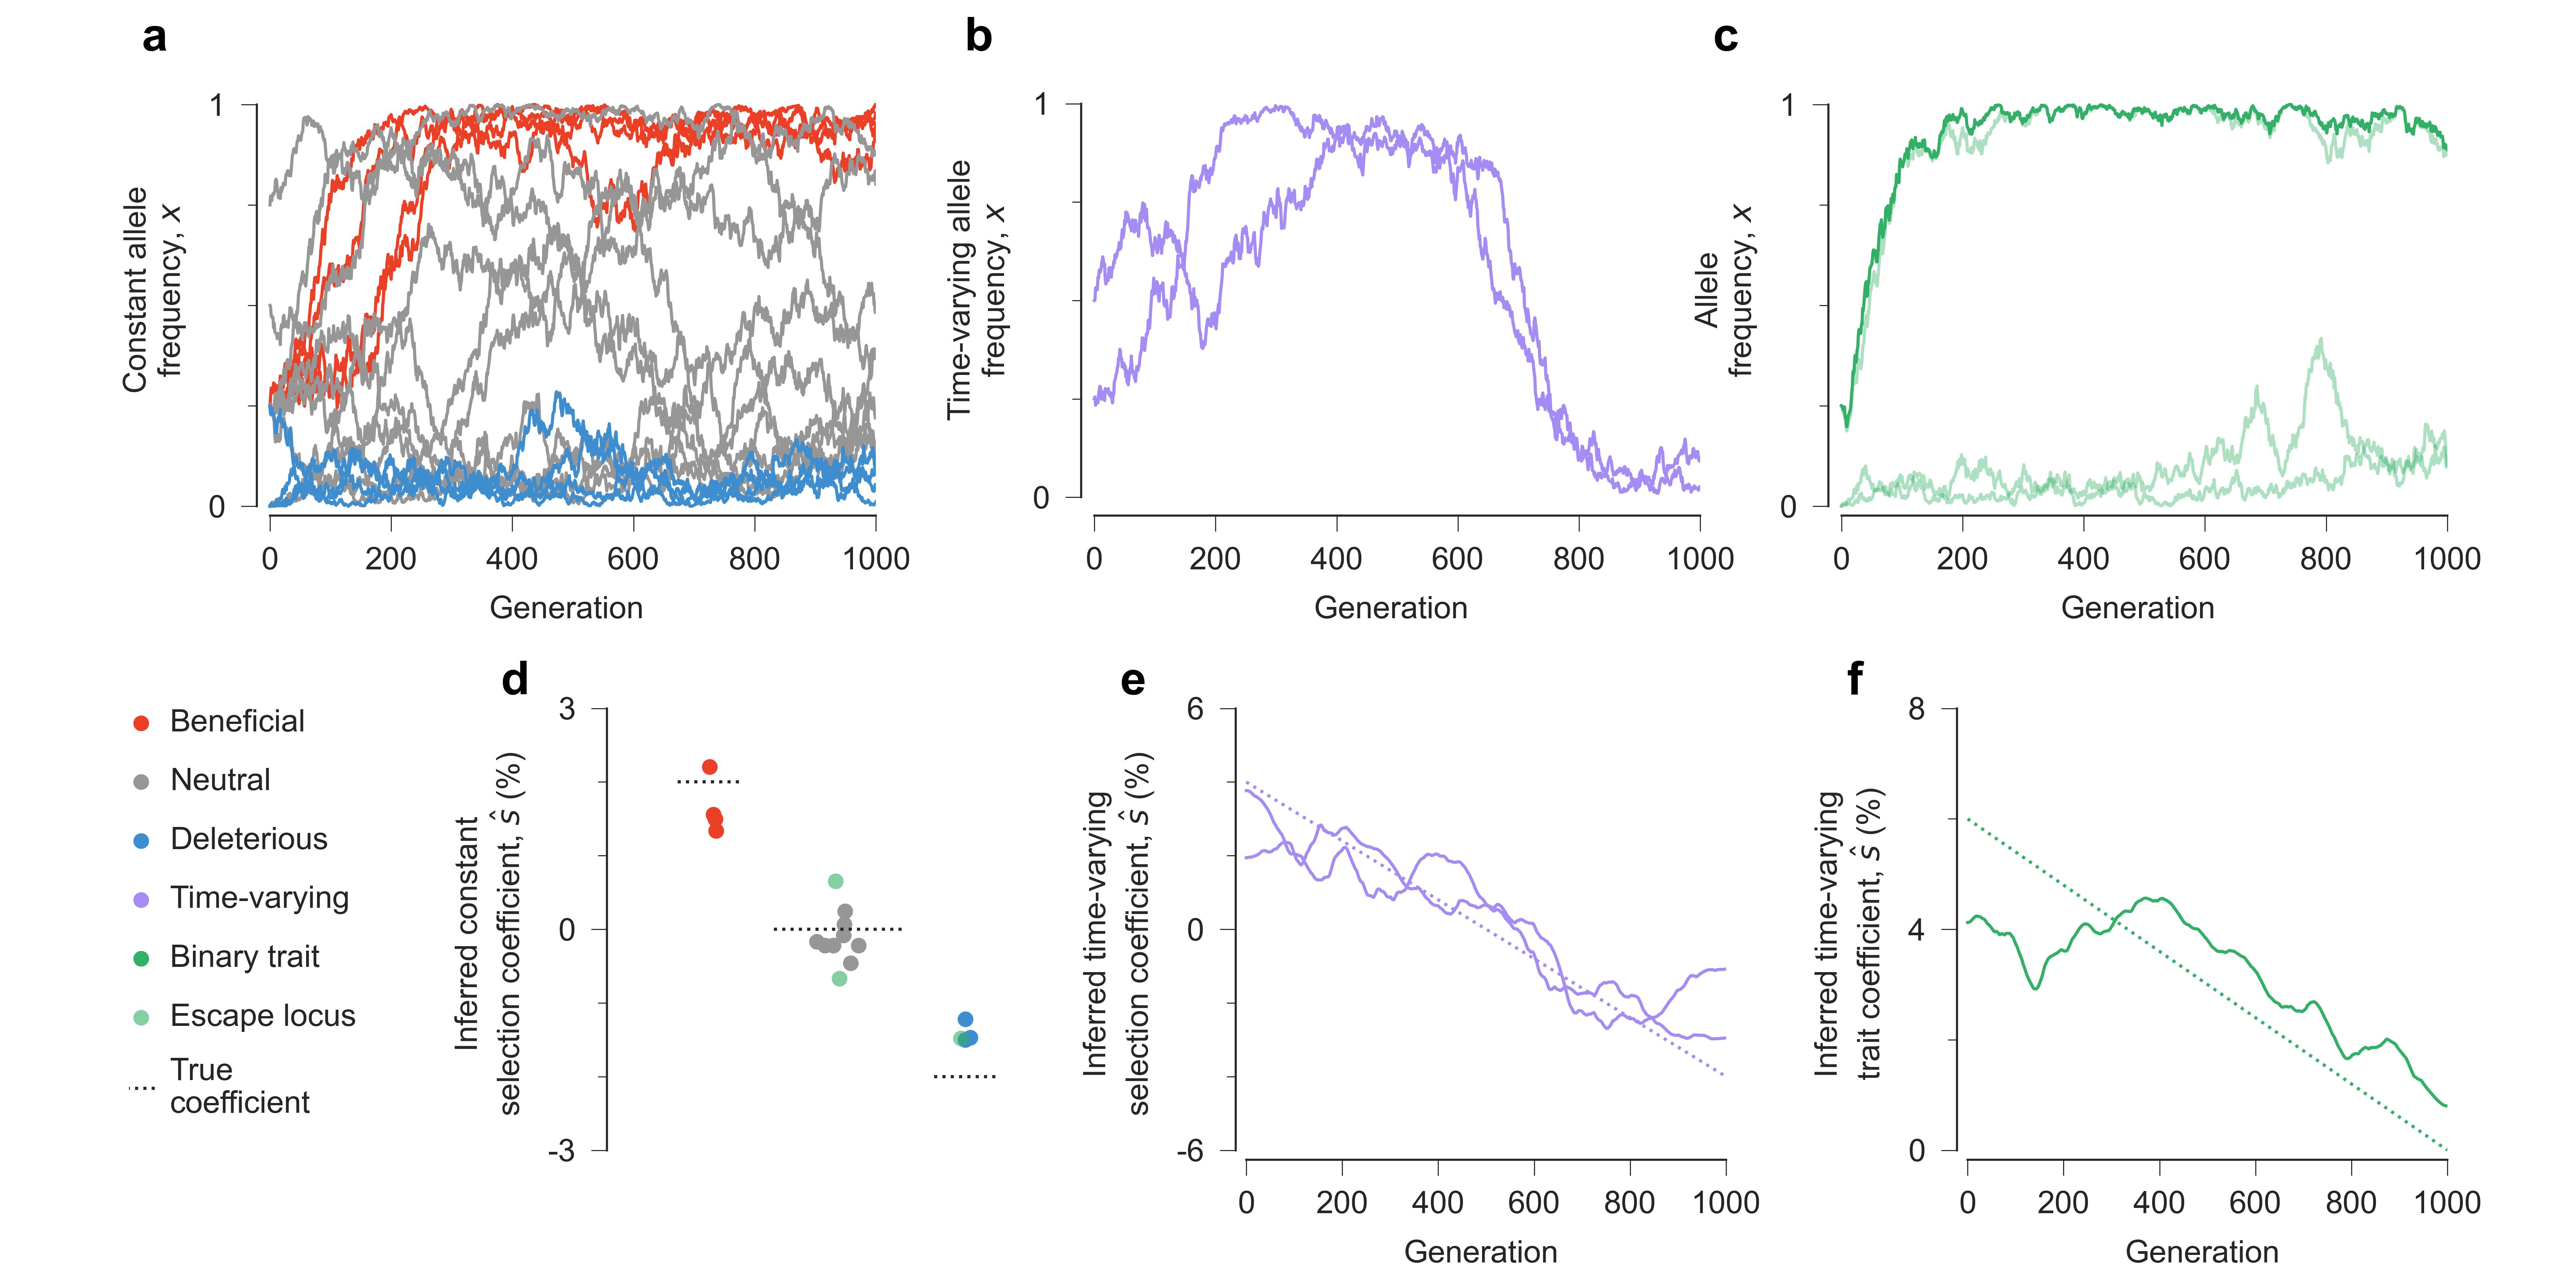 a
1
0
Constant allele
frequency, x
0 200 400 600 800 1000
Generation
b
1
0
Time-varying allele
frequency, x
0 200 400 600 800 1000
Generation
c
1
0
Allele
frequency, x
0 200 400 600 800 1000
Generation
Beneficial
Neutral
Deleterious
Time-varying
Binary trait
Escape locus
True
coefficient
d
3
0
-3
Inferred constant
selection coefficient, ŝ (%)
e
6
0
-6
Inferred time-varying
selection coefficient, ŝ (%)
0 200 400 600 800 1000
Generation
f
8
4
0
Inferred time-varying
trait coefficient, ŝ (%)
0 200 400 600 800 1000
Generation